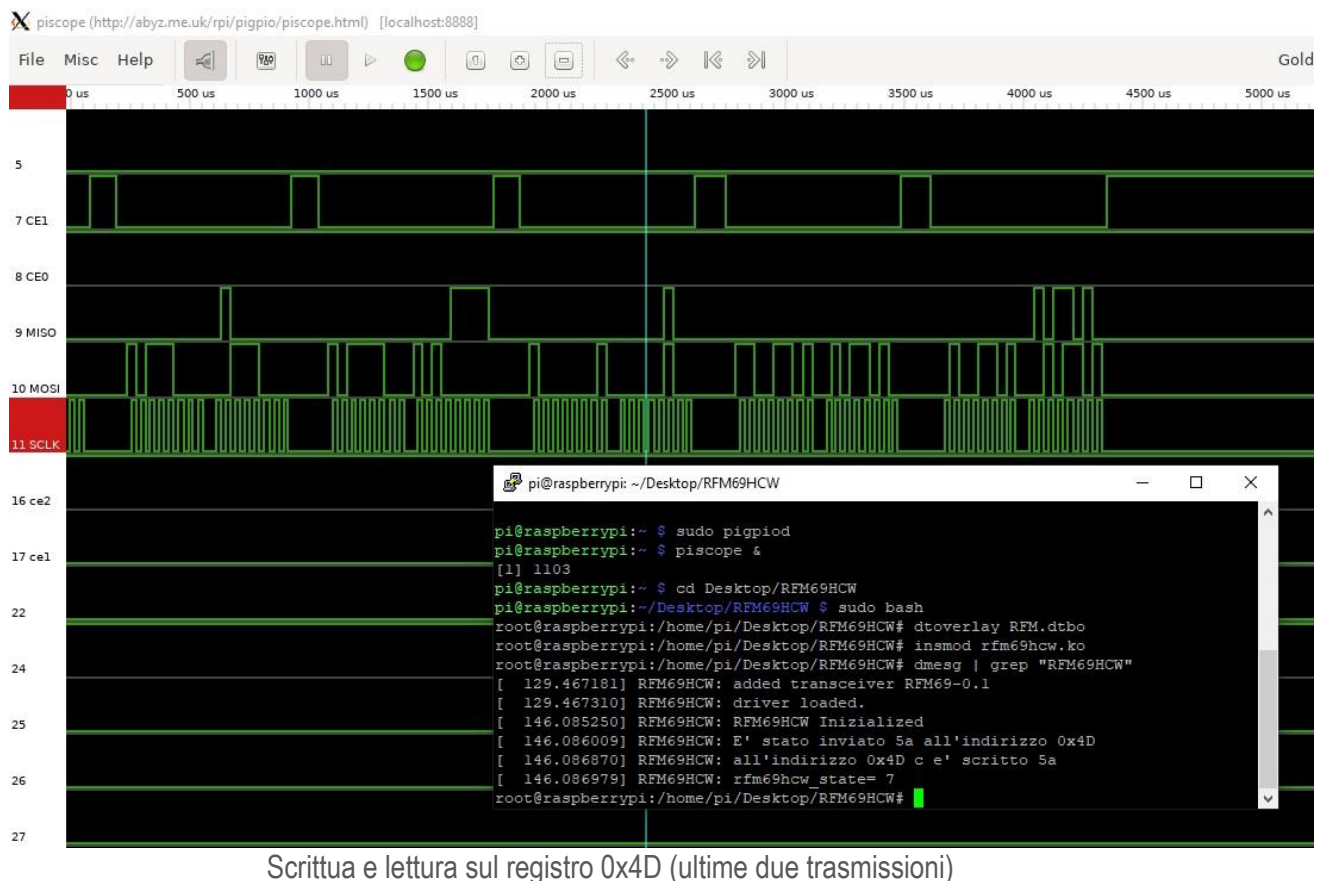 piscope (http://abyz.me.uk/rpi/pigpio/piscope.html) [localhost:8888]
File Misc Help Gold
0 us 500 us 1000 us 1500 us 2000 us 2500 us 3000 us 3500 us 4000 us 4500 us 5000 us
5
7 CE1
8 CE0
9 MISO
10 MOSI
11 SCLK
16 ce2
17 ce1
22
24
25
26
27
pi@raspberrypi: ~/Desktop/RFM69HCW
pi@raspberrypi:~ $ sudo pigpiod
pi@raspberrypi:~ $ piscope &
[1] 1103
pi@raspberrypi:~ $ cd Desktop/RFM69HCW
pi@raspberrypi:~/Desktop/RFM69HCW $ sudo bash
root@raspberrypi:/home/pi/Desktop/RFM69HCW# dtoverlay RFM.dtbo
root@raspberrypi:/home/pi/Desktop/RFM69HCW# insmod rfm69hcw.ko
root@raspberrypi:/home/pi/Desktop/RFM69HCW# dmesg | grep "RFM69HCW"
[  129.467181] RFM69HCW: added transceiver RFM69-0.1
[  129.467310] RFM69HCW: driver loaded.
[  146.085250] RFM69HCW: RFM69HCW Inizialized
[  146.086009] RFM69HCW: E' stato inviato 5a all'indirizzo 0x4D
[  146.086870] RFM69HCW: all'indirizzo 0x4D c e' scritto 5a
[  146.086979] RFM69HCW: rfm69hcw_state= 7
root@raspberrypi:/home/pi/Desktop/RFM69HCW#
Scrittua e lettura sul registro 0x4D (ultime due trasmissioni)